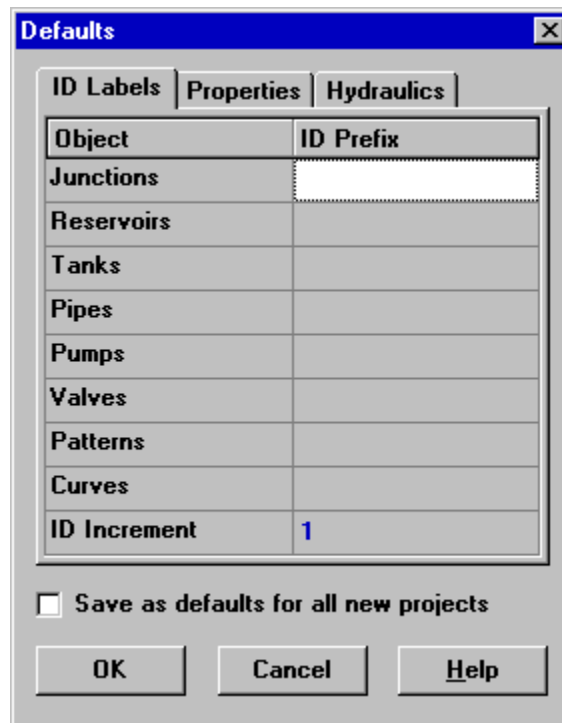 Defaults
ID Labels Properties Hydraulics
Object ID Prefix
Junctions
Reservoirs
Tanks
Pipes
Pumps
Valves
Patterns
Curves
ID Increment 1
Save as defaults for all new projects
OK Cancel Help